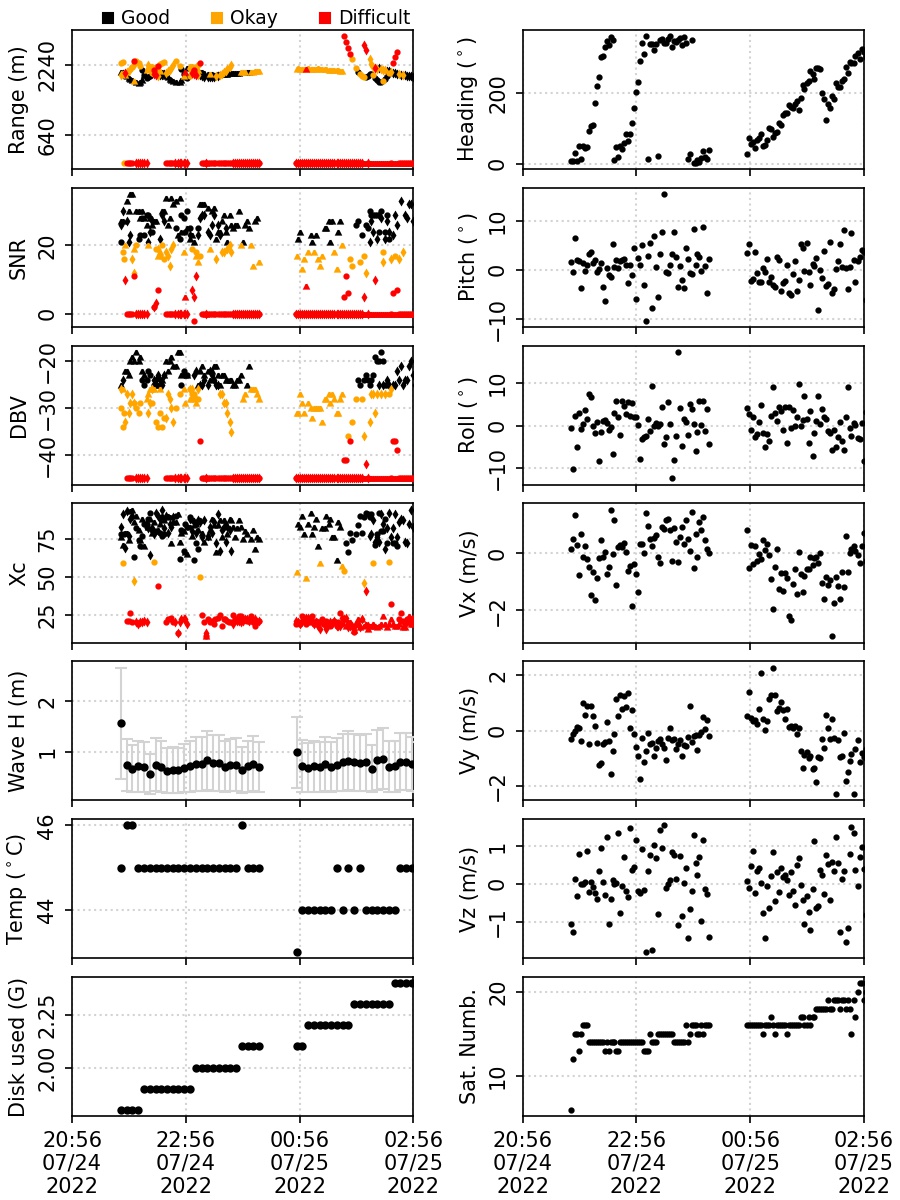 Good Okay Difficult
Range (m)
2240
640
Heading (°)
200
0
SNR
20
0
Pitch (°)
10
0
−10
DBV
−20
−30
−40
Roll (°)
10
0
−10
Xc
75
50
25
Vx (m/s)
0
−2
Wave H (m)
2
1
Vy (m/s)
2
0
−2
Temp (°C)
46
44
Vz (m/s)
1
0
−1
Disk used (G)
2.25
2.00
Sat. Numb.
20
10
20:56 22:56 00:56 02:56 20:56 22:56 00:56 02:56
07/24 07/24 07/25 07/25 07/24 07/24 07/25 07/25
2022 2022 2022 2022 2022 2022 2022 2022